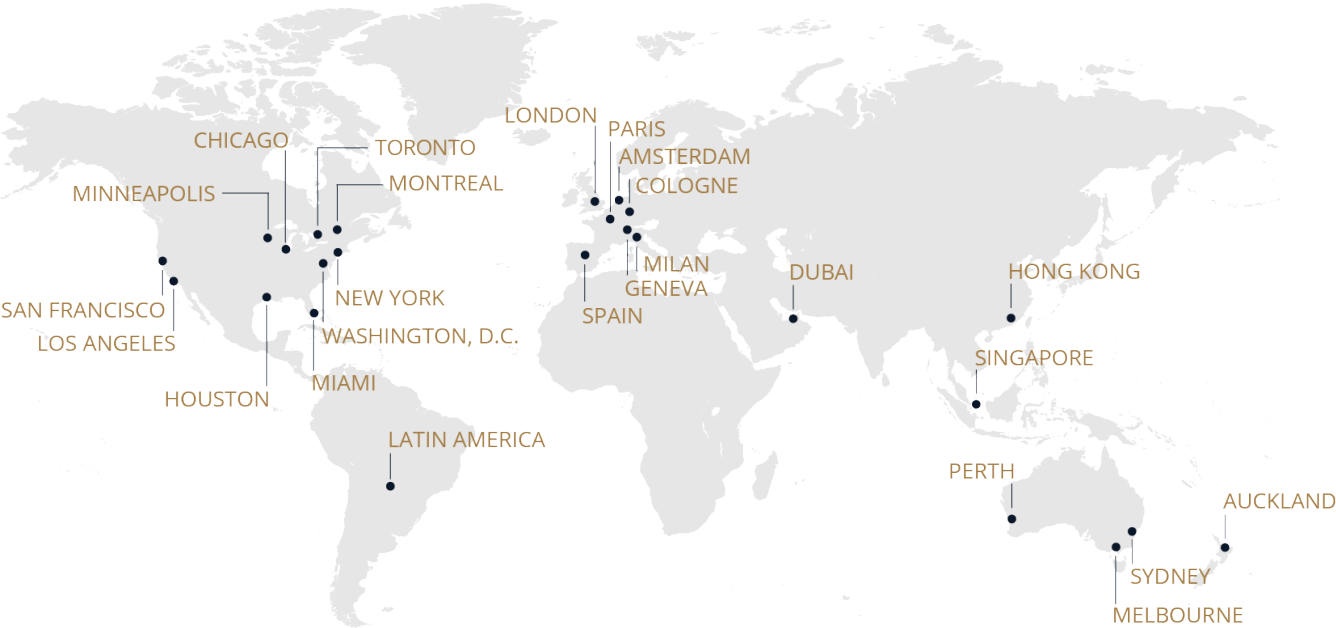 LONDON
PARIS
CHICAGO
TORONTO
AMSTERDAM
MONTREAL
COLOGNE
MINNEAPOLIS
MILAN
DUBAI
HONG KONG
GENEVA
NEW YORK
SAN FRANCISCO
SPAIN
WASHINGTON, D.C.
LOS ANGELES
SINGAPORE
MIAMI
HOUSTON
LATIN AMERICA
PERTH
AUCKLAND
SYDNEY
MELBOURNE